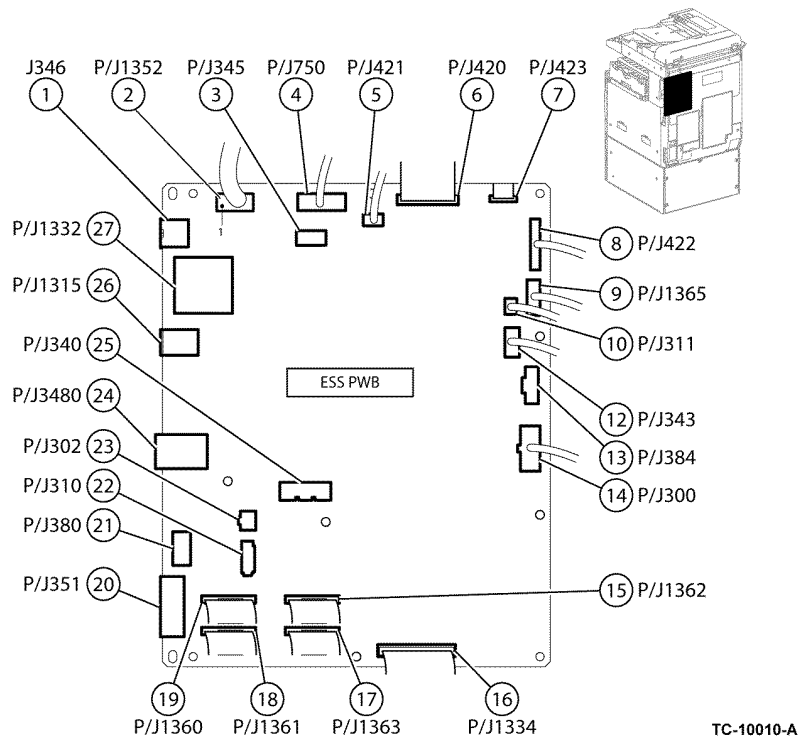 J346 P/J1352 P/J345 P/J750 P/J421 P/J420 P/J423
1 2 3 4 5 6 7
1
P/J1332 27
8 P/J422
P/J1315 26
9 P/J1365
P/J340 25
10 P/J311
ESS PWB
P/J3480 24
12 P/J343
P/J302 23
13 P/J384
P/J310 22
14 P/J300
P/J380 21
P/J351 20
15 P/J1362
19 18 17 16
P/J1360 P/J1361 P/J1363 P/J1334
TC-10010-A